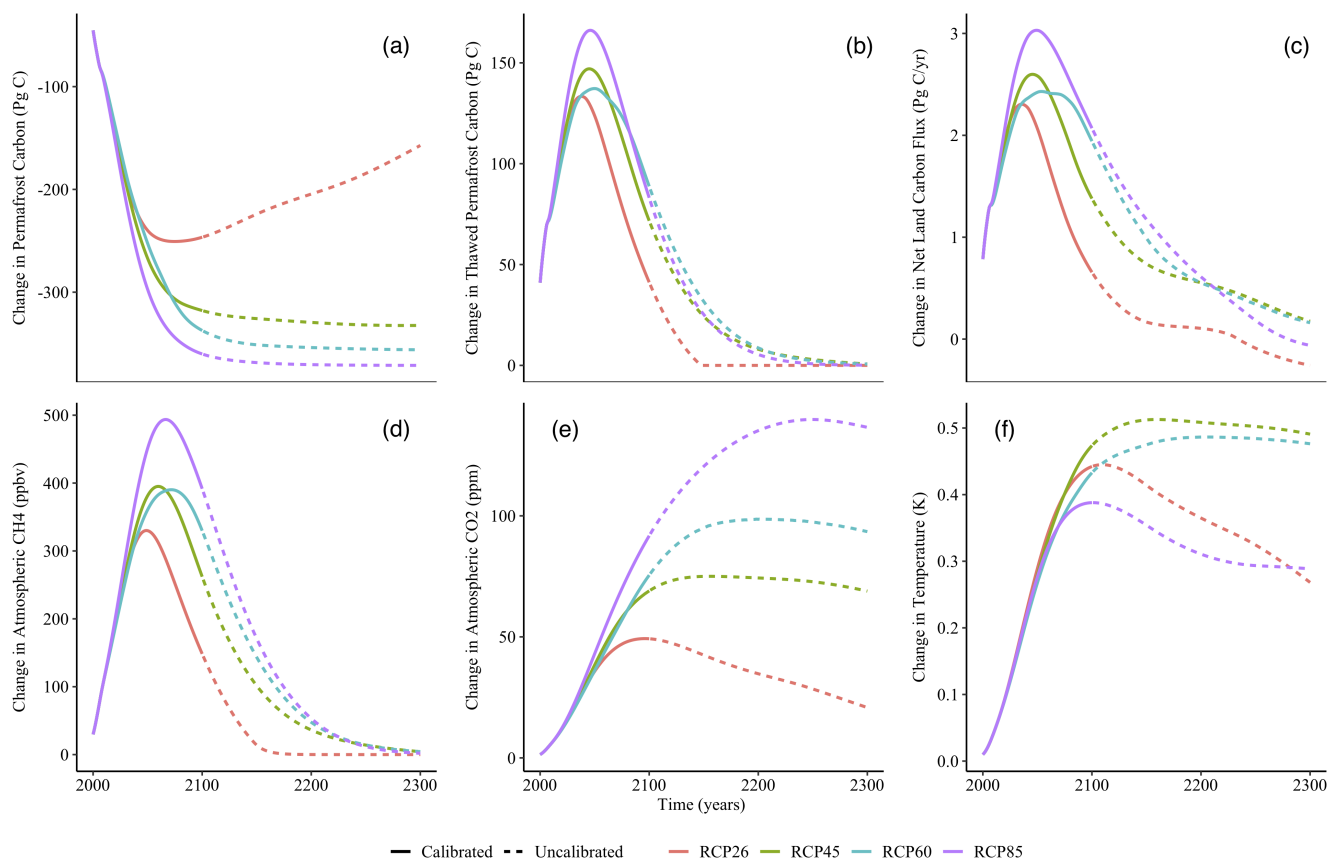 Change in Permafrost Carbon (Pg C)
-100
-200
-300
(a)
Change in Thawed Permafrost Carbon (Pg C)
150
100
50
0
(b)
Change in Net Land Carbon Flux (Pg C/yr)
3
2
1
0
(c)
Change in Atmospheric CH4 (ppbv)
500
400
300
200
100
0
(d)
2000 2100 2200 2300
Change in Atmospheric CO2 (ppm)
100
50
0
(e)
2000 2100 2200 2300
Change in Temperature (K)
0.5
0.4
0.3
0.2
0.1
0.0
(f)
2000 2100 2200 2300
Time (years)
Calibrated Uncalibrated RCP26 RCP45 RCP60 RCP85